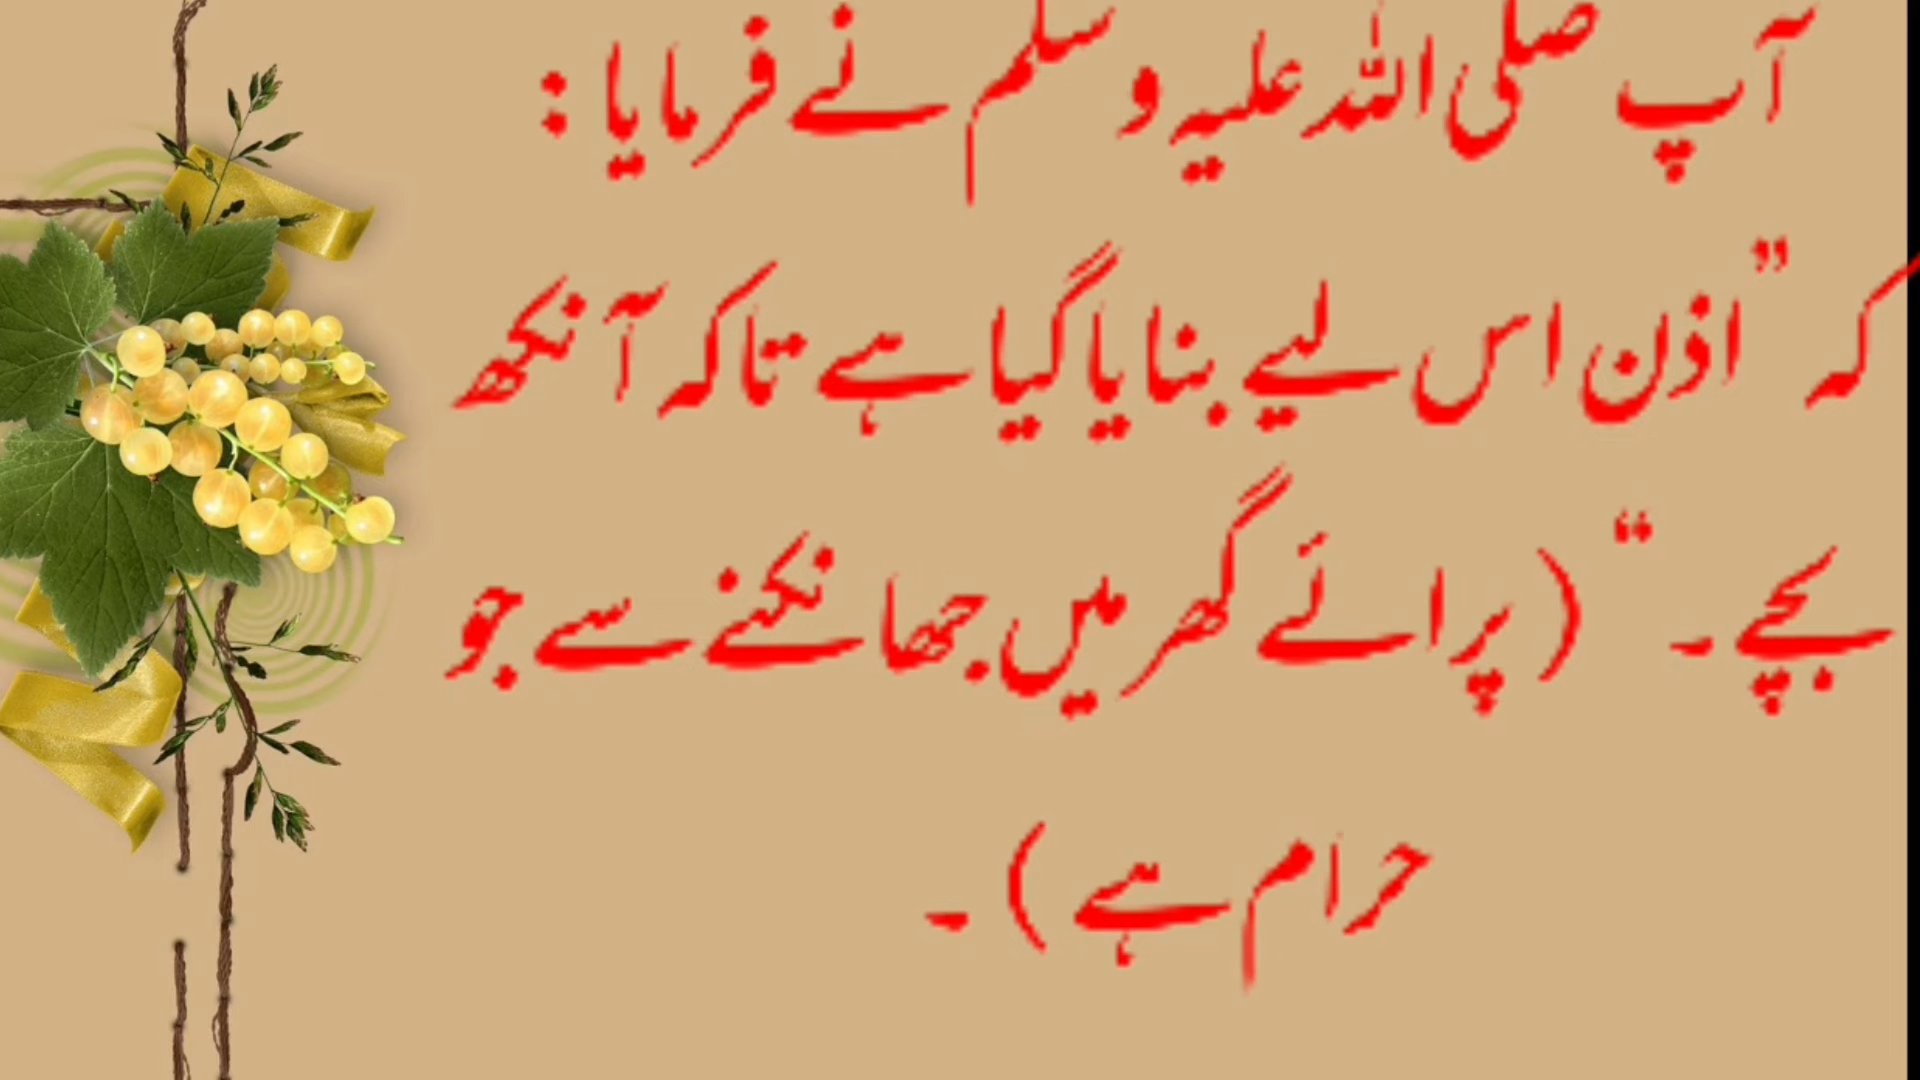 آپ صلی اللہ علیہ وسلم نے فرمایا :
کہ ”اذن اس لیے بنایا گیا ہے تاکہ آنکھ
بچے ۔“ ( پرائے گھر میں جھانکنے سے جو
حرام ہے ) ۔